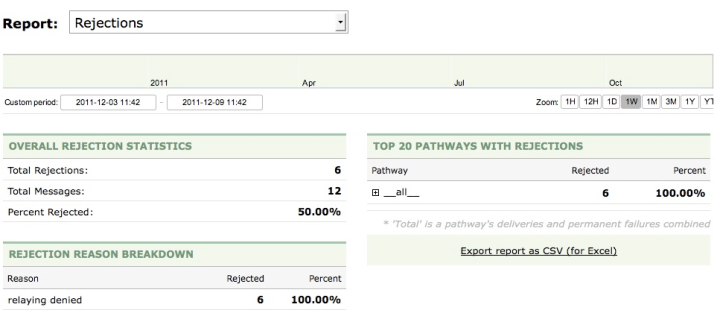 Report: Rejections
2011 Apr Jul Oct
Custom period: 2011-12-03 11:42 - 2011-12-09 11:42 Zoom: 1H 12H 1D 1W 1M 3M 1Y
OVERALL REJECTION STATISTICS
Total Rejections: 6
Total Messages: 12
Percent Rejected: 50.00%
REJECTION REASON BREAKDOWN
Reason Rejected Percent
relaying denied 6 100.00%
TOP 20 PATHWAYS WITH REJECTIONS
Pathway Rejected Percent
__all__ 6 100.00%
* 'Total' is a pathway's deliveries and permanent failures combined
Export report as CSV (for Excel)